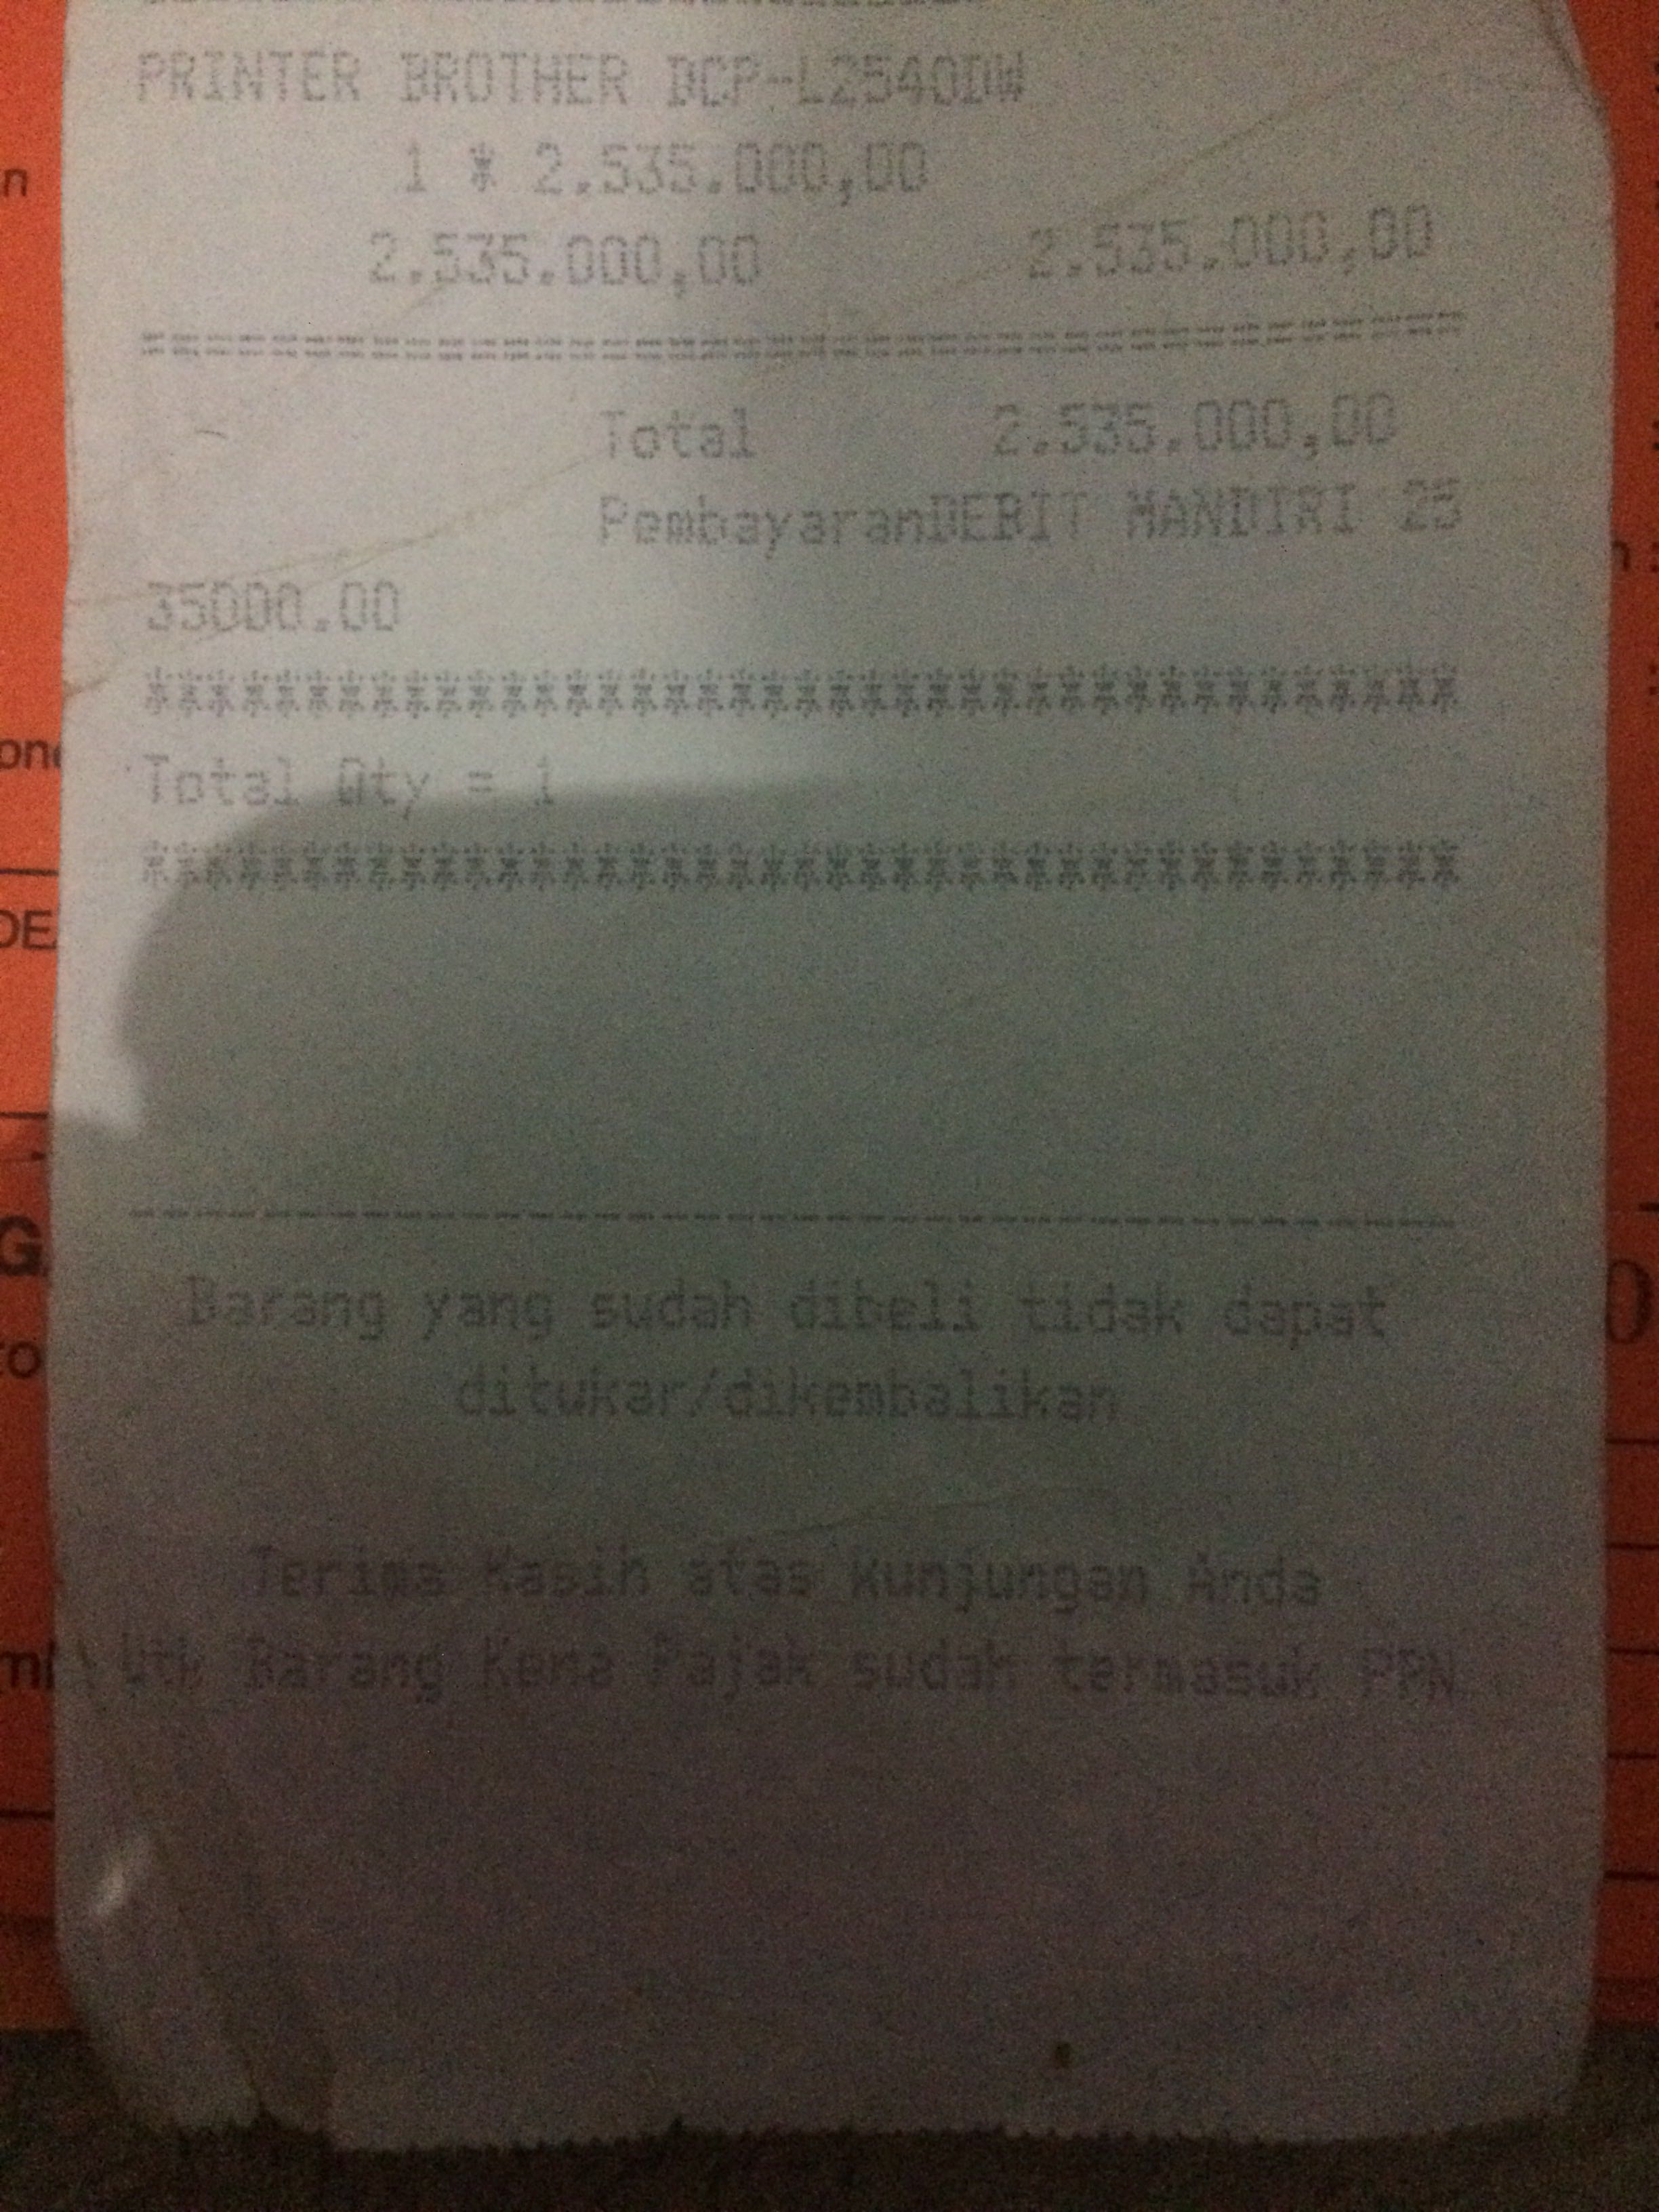 PRINTER BROTHER DCP-L2540DW
1 * 2.535.000,00
2.535.000,00 2.535.000,00
================================
Total 2.535.000,00
PembayaranDEBIT MANDIRI 25
35000.00
****************************************
Total Qty = 1
****************************************
----------------------------------------
Barang yang sudah dibeli tidak dapat
ditukar/dikembalikan
Terima Kasih atas kunjungan Anda
Utk Barang Kena Pajak sudah termasuk PPN